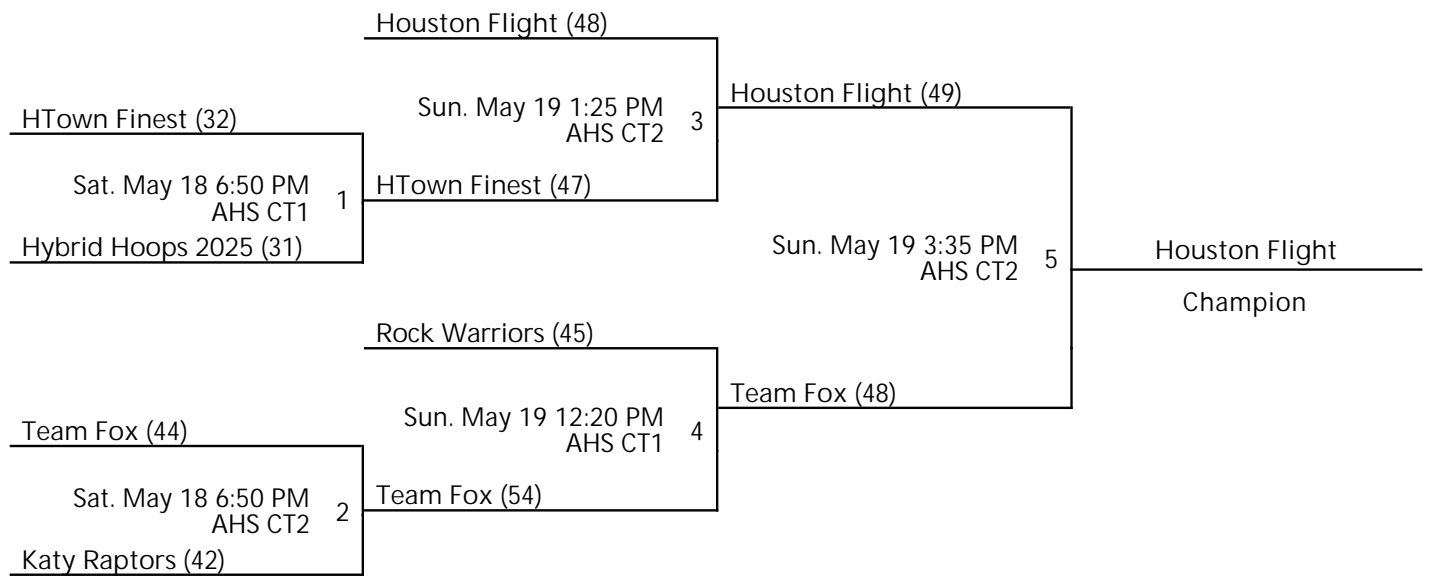 Houston Flight (48)
Sun. May 19 1:25 PM
AHS CT2
3
Houston Flight (49)
HTown Finest (32)
Sat. May 18 6:50 PM
AHS CT1
1
HTown Finest (47)
Hybrid Hoops 2025 (31)
Sun. May 19 3:35 PM
AHS CT2
5
Houston Flight
Champion
Rock Warriors (45)
Sun. May 19 12:20 PM
AHS CT1
4
Team Fox (48)
Team Fox (44)
Sat. May 18 6:50 PM
AHS CT2
2
Team Fox (54)
Katy Raptors (42)